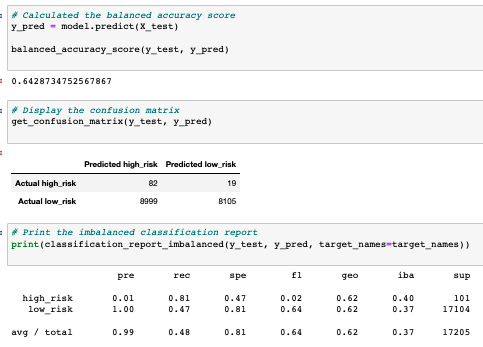 # Calculated the balanced accuracy score
y_pred = model.predict(X_test)
balanced_accuracy_score(y_test, y_pred)
0.6428734752567867
# Display the confusion matrix
get_confusion_matrix(y_test, y_pred)
Predicted high_risk Predicted low_risk
Actual high_risk 82 19
Actual low_risk 8999 8105
# Print the imbalanced classification report
print(classification_report_imbalanced(y_test, y_pred, target_names=target_names))
pre rec spe f1 geo iba sup
high_risk 0.01 0.81 0.47 0.02 0.62 0.40 101
low_risk 1.00 0.47 0.81 0.64 0.62 0.37 17104
avg / total 0.99 0.48 0.81 0.64 0.62 0.37 17205